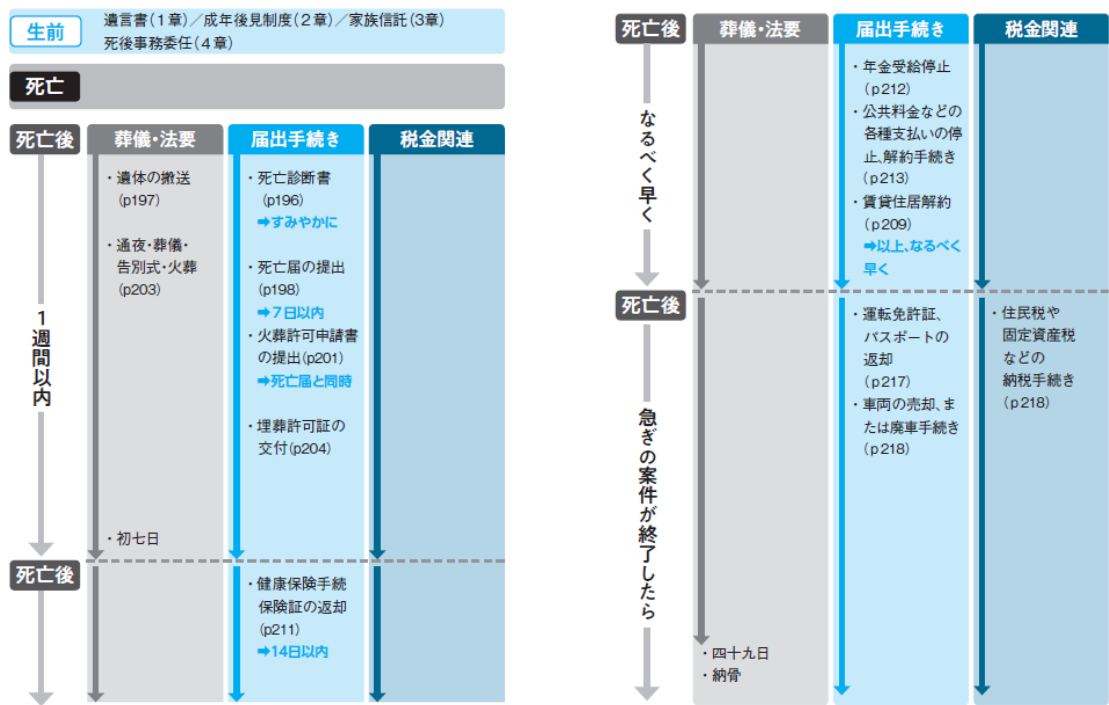 生前
遺言書(1章)/成年後見制度(2章)/家族信託(3章)
死後事務委任(4章)
死亡
死亡後
葬儀・法要
届出手続き
税金関連
1週間以内
・遺体の搬送
(p197)
・通夜・葬儀・
告別式・火葬
(p203)
・初七日
・死亡診断書
(p196)
➡すみやかに
・死亡届の提出
(p198)
➡7日以内
・火葬許可申請書
の提出(p201)
➡死亡届と同時
・埋葬許可証の
交付(p204)
死亡後
・健康保険手続
保険証の返却
(p211)
➡14日以内
死亡後
葬儀・法要
届出手続き
税金関連
なるべく早く
・年金受給停止
(p212)
・公共料金などの
各種支払いの停
止、解約手続き
(p213)
・賃貸住居解約
(p209)
➡以上、なるべく
早く
死亡後
急ぎの案件が終了したら
・四十九日
・納骨
・運転免許証、
パスポートの
返却
(p217)
・車両の売却、ま
たは廃車手続き
(p218)
・住民税や
固定資産税
などの
納税手続き
(p218)